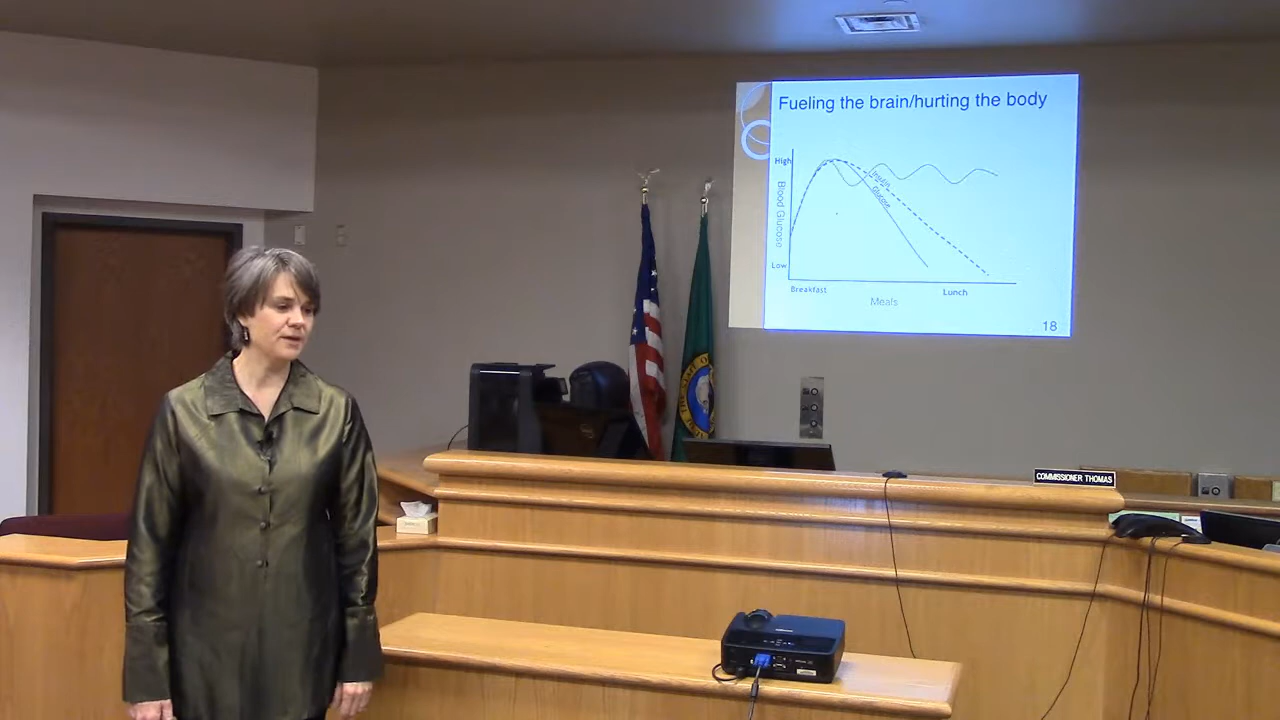 Fueling the brain/hurting the body
High
Insulin
Glucose
Blood Glucose
Low
Breakfast
Lunch
Meals
18
COMMISSIONER THOMAS